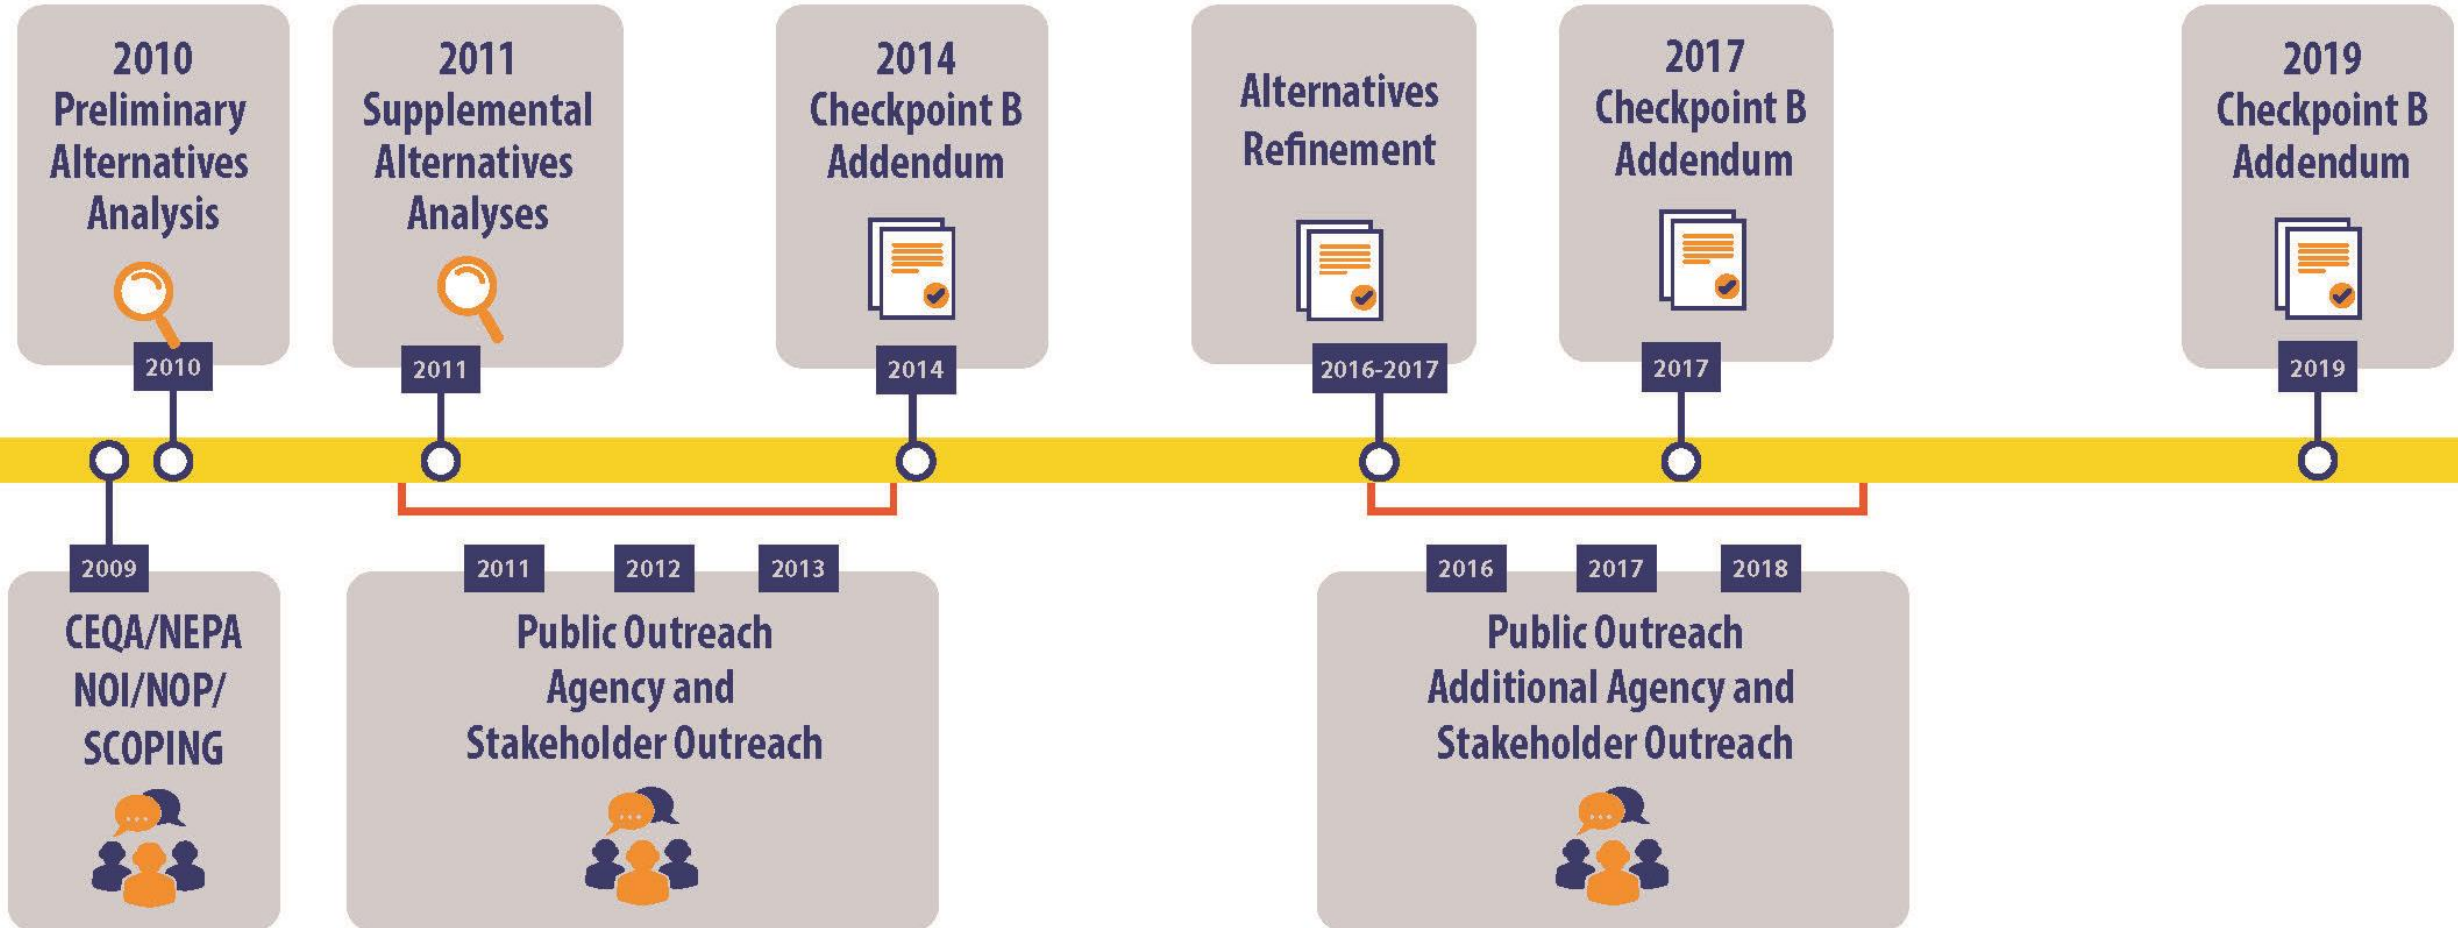 2010
Preliminary
Alternatives
Analysis
2010
2011
Supplemental
Alternatives
Analyses
2011
2014
Checkpoint B
Addendum
2014
Alternatives
Refinement
2016-2017
2017
Checkpoint B
Addendum
2017
2019
Checkpoint B
Addendum
2019
2009
CEQA/NEPA
NOI/NOP/
SCOPING
2011 2012 2013
Public Outreach
Agency and
Stakeholder Outreach
2016 2017 2018
Public Outreach
Additional Agency and
Stakeholder Outreach